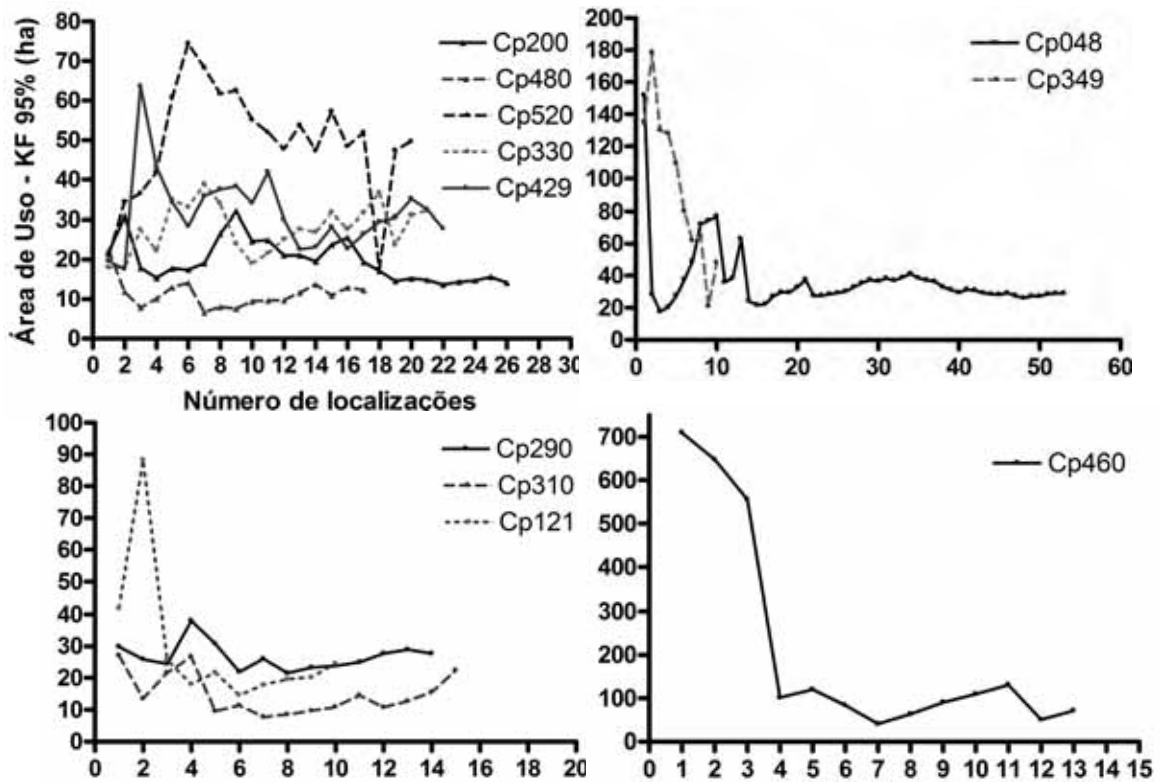 Área de Uso - KF 95% (ha)
80
70
60
50
40
30
20
10
0
0 2 4 6 8 10 12 14 16 18 20 22 24 26 28 30
Número de localizações
Cp200
Cp480
Cp520
Cp330
Cp429
200
180
160
140
120
100
80
60
40
20
0
0 10 20 30 40 50 60
Cp048
Cp349
100
90
80
70
60
50
40
30
20
10
0
0 2 4 6 8 10 12 14 16 18 20
Cp290
Cp310
Cp121
700
600
500
400
300
200
100
0
0 1 2 3 4 5 6 7 8 9 10 11 12 13 14 15
Cp460